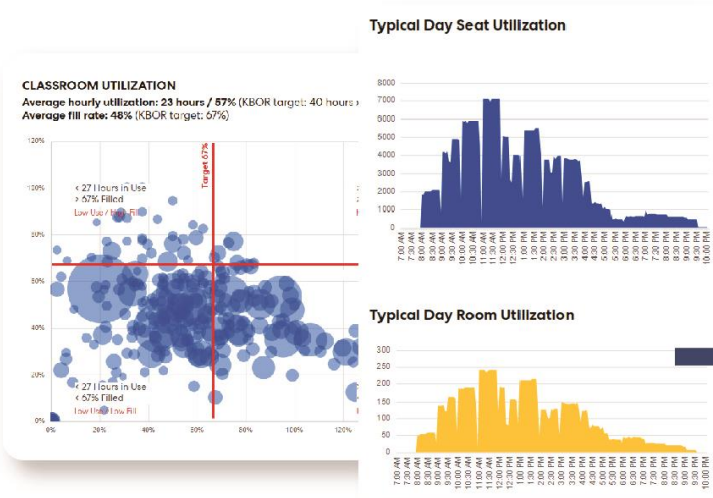 CLASSROOM UTILIZATION
Average hourly utilization: 23 hours / 57% (KBOR target: 40 hours
Average fill rate: 48% (KBOR target: 67%)
120%
100%
80%
60%
40%
20%
0%
0%
20%
40%
60%
80%
100%
120%
Target 67%
< 27 Hours in Use
> 67% Filled
Low Use / High Fill
< 27 Hours in Use
< 67% Filled
Low Use / Low Fill
Typical Day Seat Utilization
8000
7000
6000
5000
4000
3000
2000
1000
0
7:00 AM
7:30 AM
8:00 AM
8:30 AM
9:00 AM
9:30 AM
10:00 AM
10:30 AM
11:00 AM
11:30 AM
12:00 PM
12:30 PM
1:00 PM
1:30 PM
2:00 PM
2:30 PM
3:00 PM
3:30 PM
4:00 PM
4:30 PM
5:00 PM
5:30 PM
6:00 PM
6:30 PM
7:00 PM
7:30 PM
8:00 PM
8:30 PM
9:00 PM
9:30 PM
10:00 PM
Typical Day Room Utilization
300
250
200
150
100
50
0
7:00 AM
7:30 AM
8:00 AM
8:30 AM
9:00 AM
9:30 AM
10:00 AM
10:30 AM
11:00 AM
11:30 AM
12:00 PM
12:30 PM
1:00 PM
1:30 PM
2:00 PM
2:30 PM
3:00 PM
3:30 PM
4:00 PM
4:30 PM
5:00 PM
5:30 PM
6:00 PM
6:30 PM
7:00 PM
7:30 PM
8:00 PM
8:30 PM
9:00 PM
9:30 PM
10:00 PM